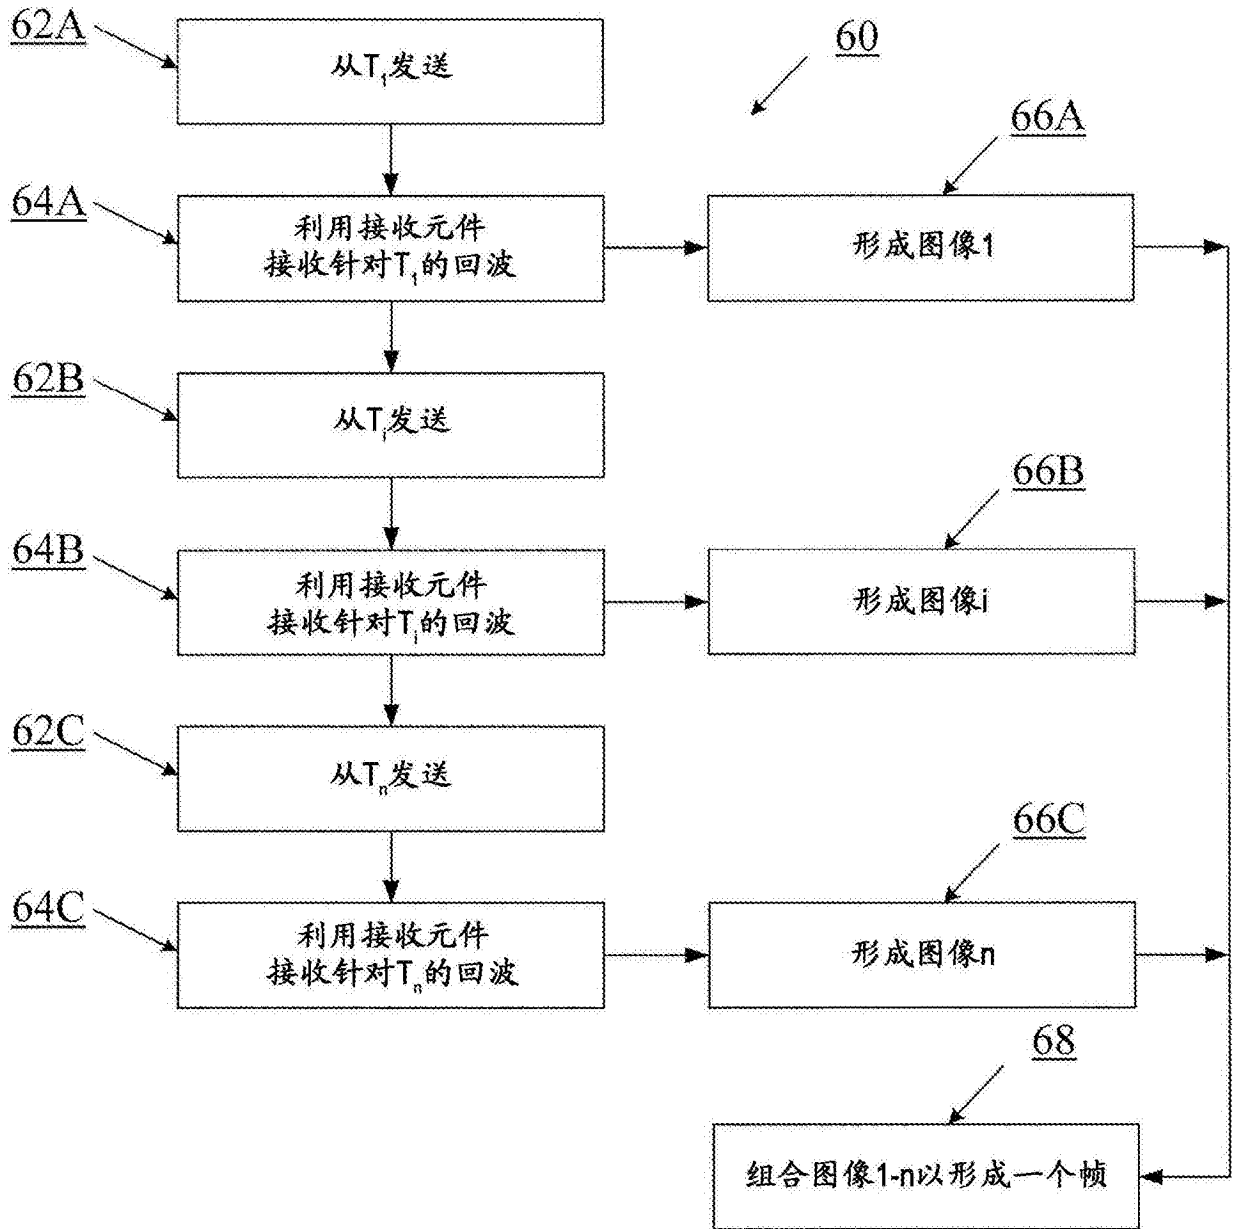 62A
从T1发送
60
66A
64A
利用接收元件
接收针对T1的回波
形成图像1
62B
从Ti发送
66B
64B
利用接收元件
接收针对Ti的回波
形成图像i
62C
从Tn发送
66C
64C
利用接收元件
接收针对Tn的回波
形成图像n
68
组合图像1-n以形成一个帧